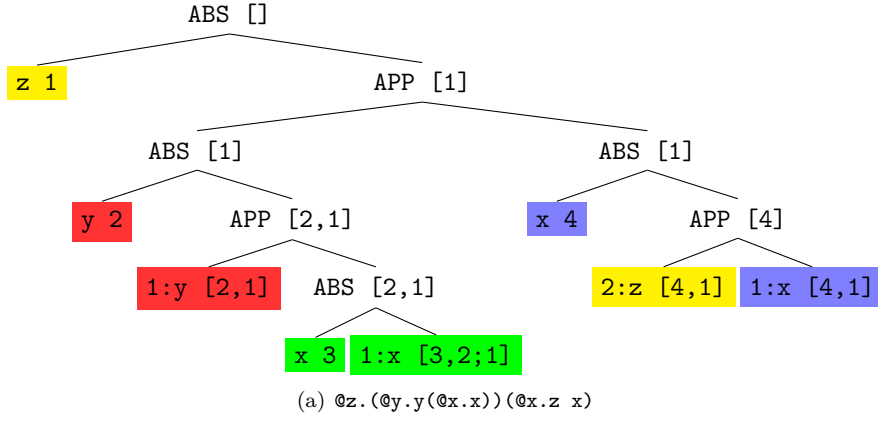 ABS []
z 1 APP [1]
ABS [1] ABS [1]
y 2 APP [2,1] x 4 APP [4]
1:y [2,1] ABS [2,1] 2:z [4,1] 1:x [4,1]
x 3 1:x [3,2;1]
(a) @z.(@y.y(@x.x))(@x.z x)